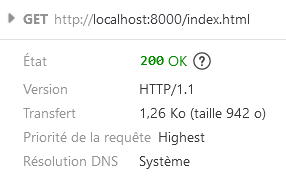 GET http://localhost:8000/index.html
État 200 OK ?
Version HTTP/1.1
Transfert 1,26 Ko (taille 942 o)
Priorité de la requête Highest
Résolution DNS Système